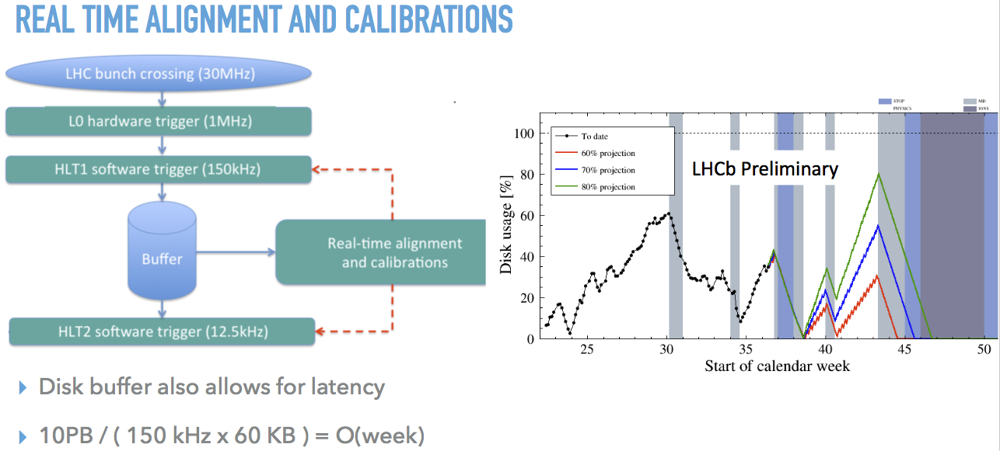 REAL TIME ALIGNMENT AND CALIBRATIONS
LHC bunch crossing (30MHz)
L0 hardware trigger (1MHz)
HLT1 software trigger (150kHz)
Buffer
Real-time alignment
and calibrations
HLT2 software trigger (12.5kHz)
STOP
MD
PHYSICS
IONS
To date
60% projection
70% projection
80% projection
LHCb Preliminary
Disk usage [%]
100
80
60
40
20
0
25 30 35 40 45 50
Start of calendar week
Disk buffer also allows for latency
10PB / ( 150 kHz x 60 KB ) = O(week)